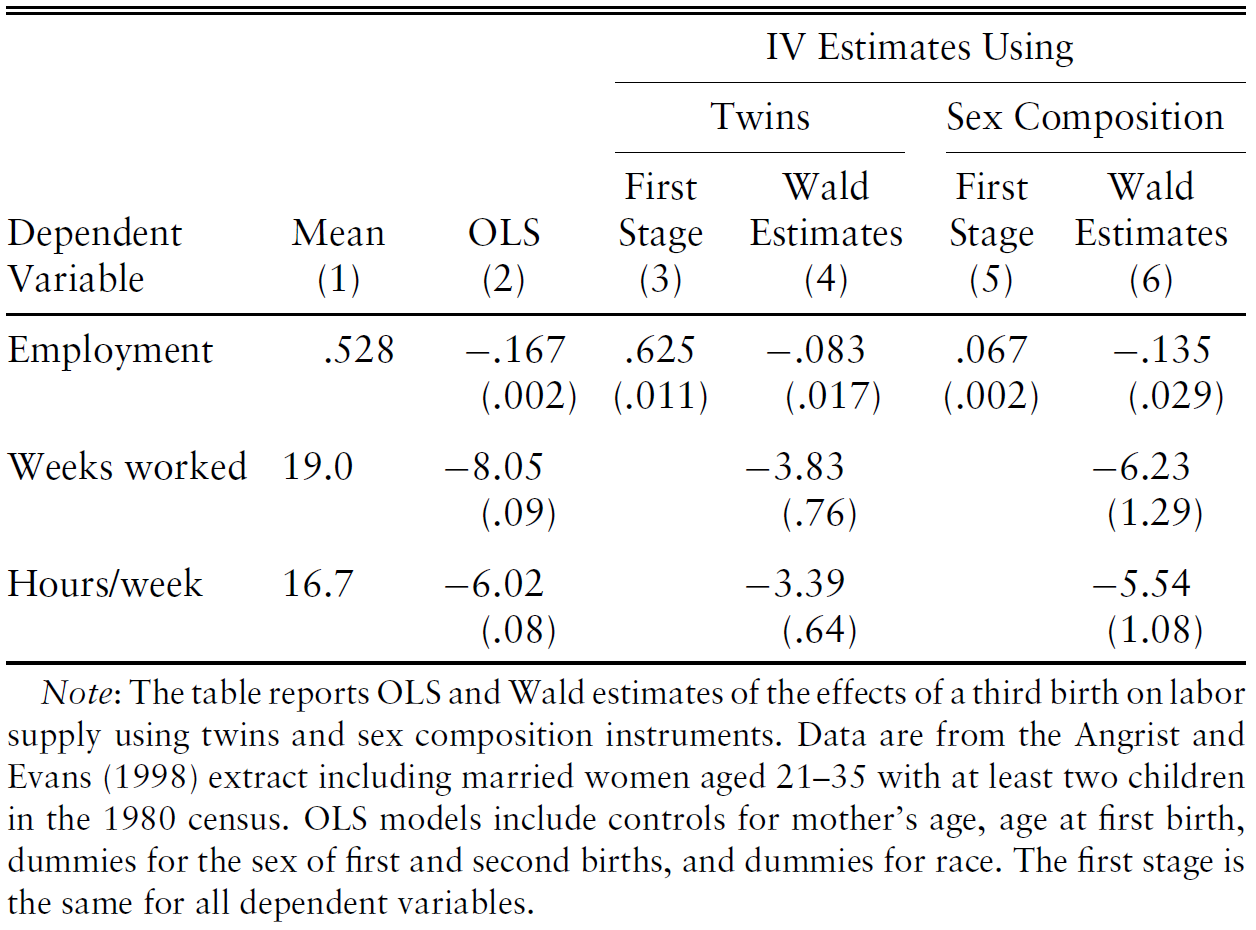 IV Estimates Using
Twins Sex Composition
First Wald First Wald
Dependent Mean OLS Stage Estimates Stage Estimates
Variable (1) (2) (3) (4) (5) (6)
Employment .528 −.167 .625 −.083 .067 −.135
(.002) (.011) (.017) (.002) (.029)
Weeks worked 19.0 −8.05 −3.83 −6.23
(.09) (.76) (1.29)
Hours/week 16.7 −6.02 −3.39 −5.54
(.08) (.64) (1.08)
Note: The table reports OLS and Wald estimates of the effects of a third birth on labor
supply using twins and sex composition instruments. Data are from the Angrist and
Evans (1998) extract including married women aged 21–35 with at least two children
in the 1980 census. OLS models include controls for mother’s age, age at first birth,
dummies for the sex of first and second births, and dummies for race. The first stage is
the same for all dependent variables.